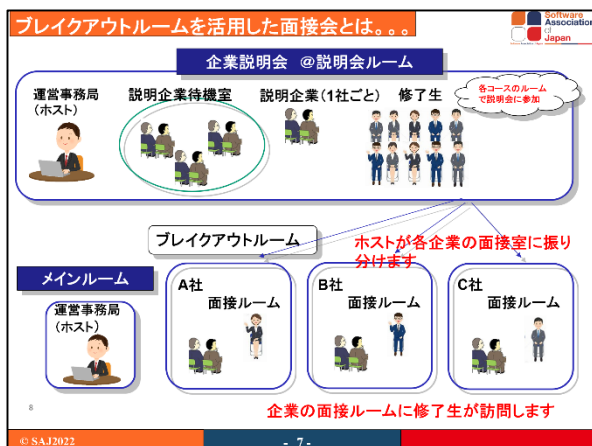 ブレイクアウトルームを活用した面接会とは。。。
Software
Association
of
Japan
企業説明会 @説明会ルーム
運営事務局
(ホスト)
説明企業待機室
説明企業(1社ごと)
修了生
各コースのルーム
で説明会に参加
ブレイクアウトルーム
ホストが各企業の面接室に振り
分けます
メインルーム
運営事務局
(ホスト)
A社
面接ルーム
B社
面接ルーム
C社
面接ルーム
8
企業の面接ルームに修了生が訪問します
© SAJ2022
- 7 -